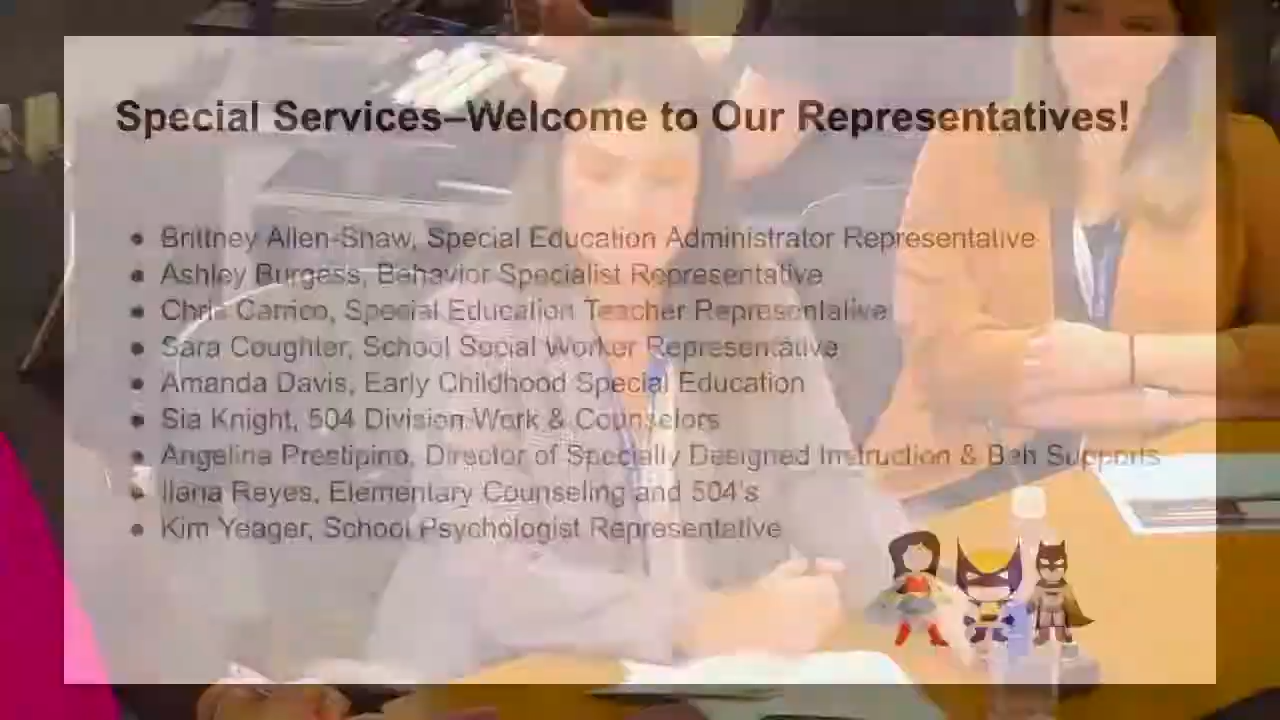 Special Services–Welcome to Our Representatives!
Brittney Allen-Shaw, Special Education Administrator Representative
Ashley Burgess, Behavior Specialist Representative
Chris Carrico, Special Education Teacher Representative
Sara Coughter, School Social Worker Representative
Amanda Davis, Early Childhood Special Education
Sia Knight, 504 Division Work & Counselors
Angelina Prestipino, Director of Specially Designed Instruction & Beh Supports
Ilana Reyes, Elementary Counseling and 504's
Kim Yeager, School Psychologist Representative